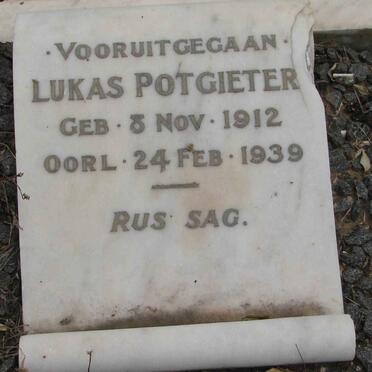 · VOORUITGEGAAN ·
LUKAS POTGIETER
GEB · 8 NOV · 1912
OORL · 24 FEB · 1939
RUS SAG.